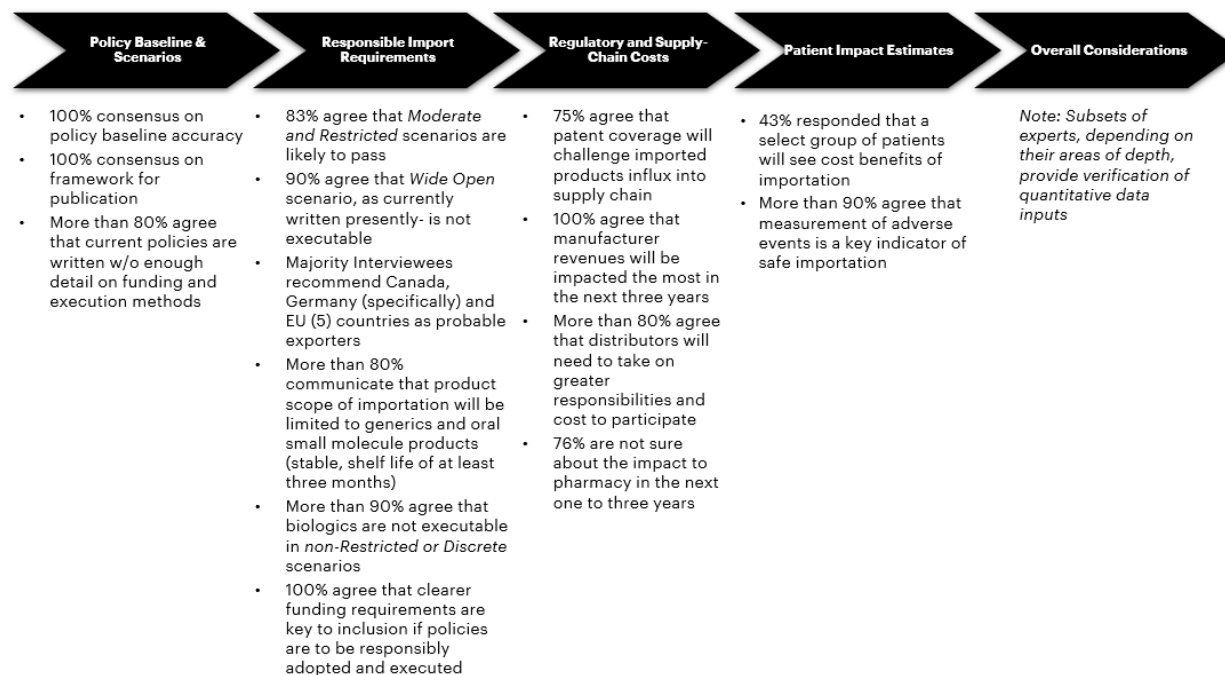 Policy Baseline &
Scenarios
Responsible Import
Requirements
Regulatory and Supply-
Chain Costs
Patient Impact Estimates
Overall Considerations
• 100% consensus on
policy baseline accuracy
• 100% consensus on
framework for
publication
• More than 80% agree
that current policies are
written w/o enough
detail on funding and
execution methods
• 83% agree that Moderate
and Restricted scenarios are
likely to pass
• 90% agree that Wide Open
scenario, as currently
written presently- is not
executable
• Majority Interviewees
recommend Canada,
Germany (specifically) and
EU (5) countries as probable
exporters
• More than 80%
communicate that product
scope of importation will be
limited to generics and oral
small molecule products
(stable, shelf life of at least
three months)
• More than 90% agree that
biologics are not executable
in non-Restricted or Discrete
scenarios
• 100% agree that clearer
funding requirements are
key to inclusion if policies
are to be responsibly
adopted and executed
• 75% agree that
patent coverage will
challenge imported
products influx into
supply chain
• 100% agree that
manufacturer
revenues will be
impacted the most in
the next three years
• More than 80% agree
that distributors will
need to take on
greater
responsibilities and
cost to participate
• 76% are not sure
about the impact to
pharmacy in the next
one to three years
• 43% responded that a
select group of patients
will see cost benefits of
importation
• More than 90% agree that
measurement of adverse
events is a key indicator of
safe importation
Note: Subsets of
experts, depending on
their areas of depth,
provide verification of
quantitative data
inputs